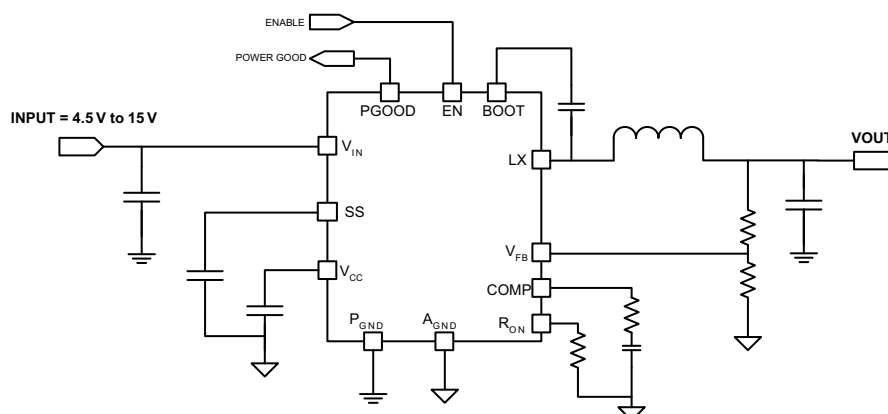 ENABLE
POWER GOOD
PGOOD EN BOOT
INPUT = 4.5 V to 15 V
VIN
LX
VOUT
SS
VFB
VCC
COMP
PGND AGND RON